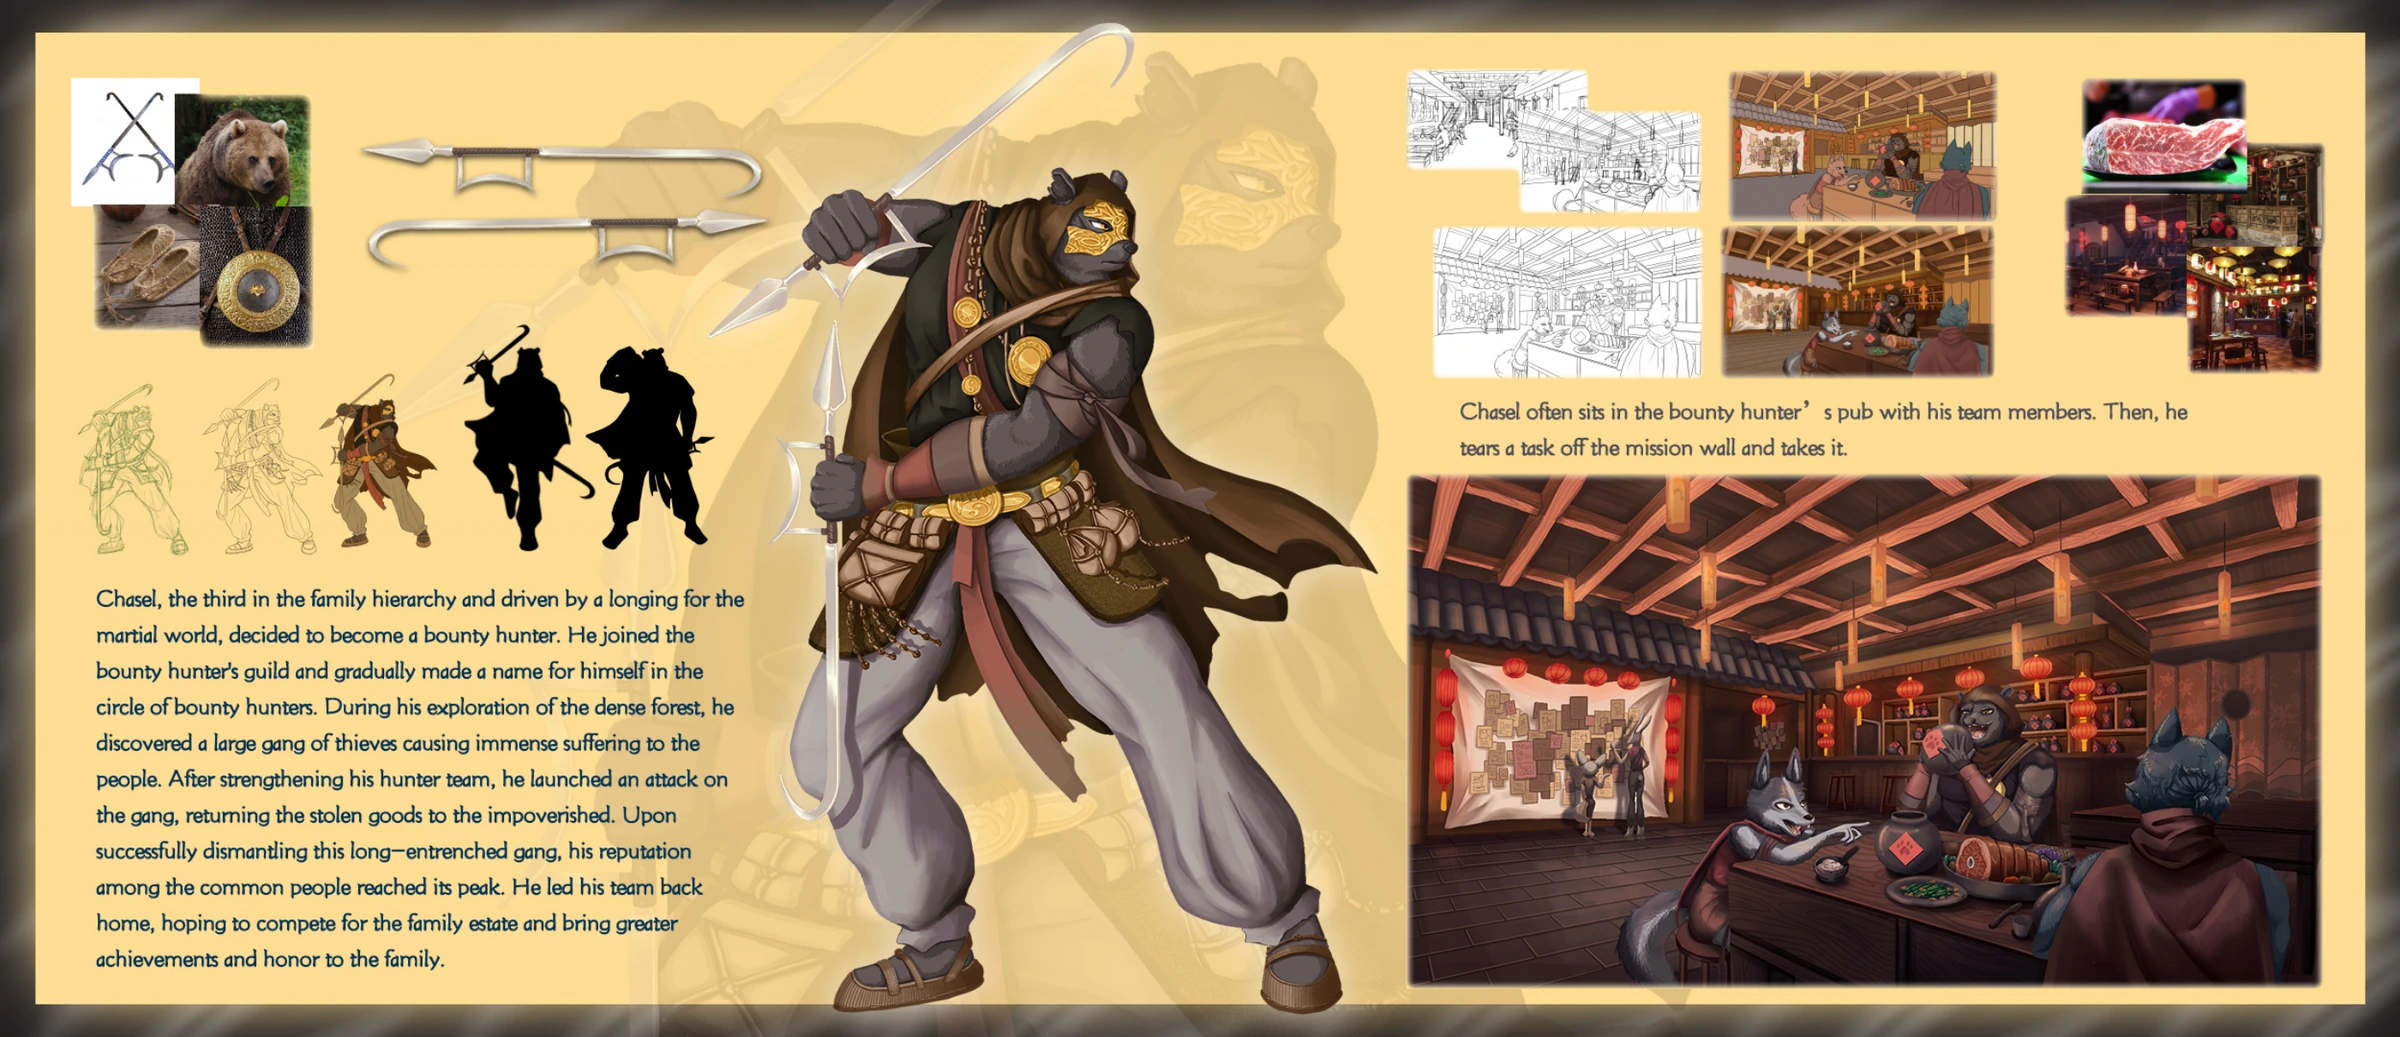 Chasel, the third in the family hierarchy and driven by a longing for the
martial world, decided to become a bounty hunter. He joined the
bounty hunter's guild and gradually made a name for himself in the
circle of bounty hunters. During his exploration of the dense forest, he
discovered a large gang of thieves causing immense suffering to the
people. After strengthening his hunter team, he launched an attack on
the gang, returning the stolen goods to the impoverished. Upon
successfully dismantling this long—entrenched gang, his reputation
among the common people reached its peak. He led his team back
home, hoping to compete for the family estate and bring greater
achievements and honor to the family.
Chasel often sits in the bounty hunter’s pub with his team members. Then, he
tears a task off the mission wall and takes it.